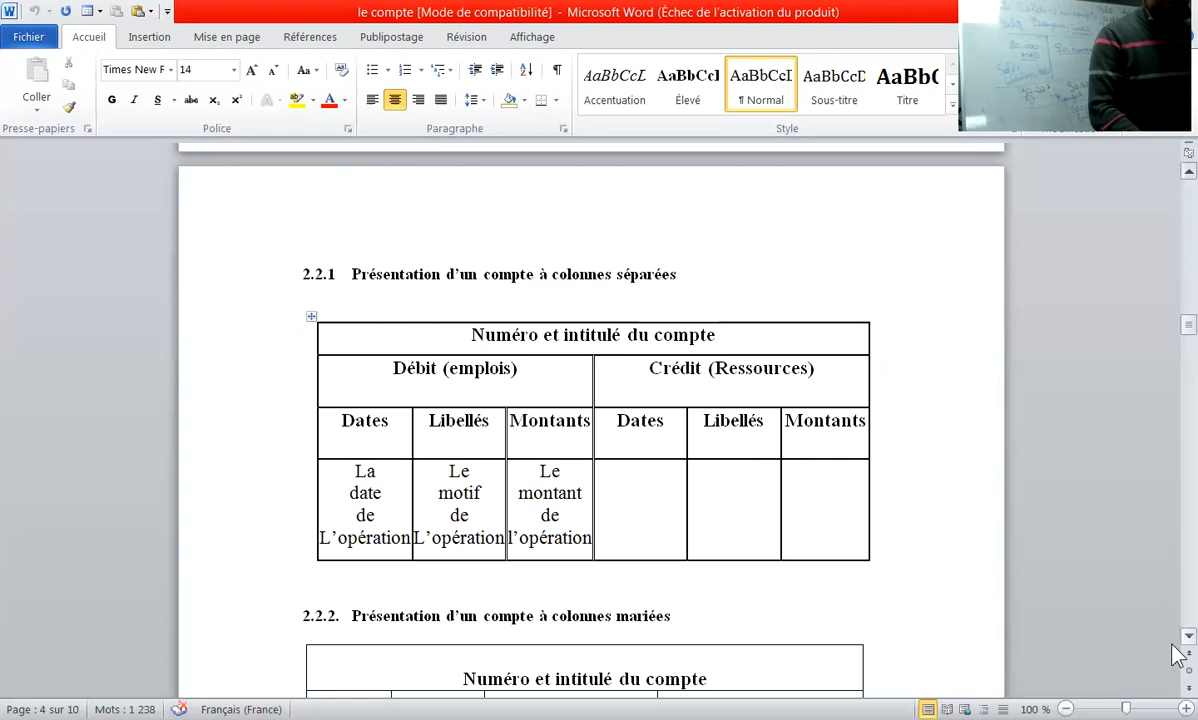 le compte [Mode de compatibilité] - Microsoft Word (Échec de l'activation du produit)
Fichier
Accueil
Insertion
Mise en page
Références
Publipostage
Révision
Affichage
Coller
Times New F
14
Aa
G I S abc X₂ X²
A
ab
A
AaBbCcL
AaBbCcI
AaBbCcI
AaBbCcD
AaBbC
Accentuation
Élevé
¶ Normal
Sous-titre
Titre
Presse-papiers
Police
Paragraphe
Style
2.2.1 Présentation d'un compte à colonnes séparées
Numéro et intitulé du compte
Débit (emplois)
Crédit (Ressources)
Dates
Libellés
Montants
Dates
Libellés
Montants
La
date
de
L'opération
Le
motif
de
L'opération
Le
montant
de
l'opération
2.2.2. Présentation d'un compte à colonnes mariées
Numéro et intitulé du compte
Page : 4 sur 10
Mots : 1 238
Français (France)
100 %